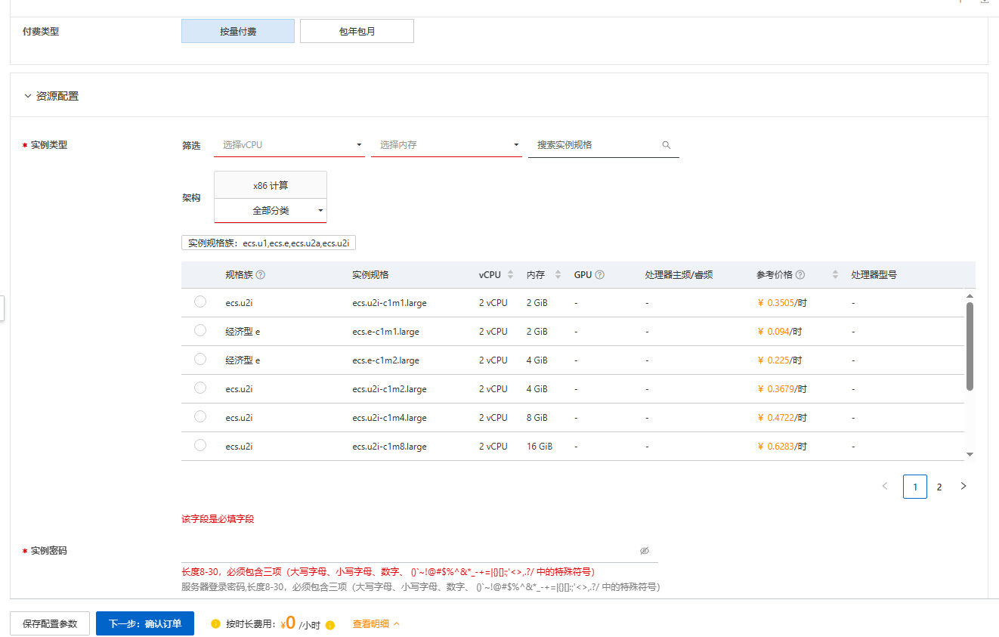 付费类型 按量付费 包年包月
资源配置
* 实例类型 筛选 选择vCPU 选择内存 搜索实例规格
架构 x86 计算
全部分类
实例规格族：ecs.u1,ecs.e,ecs.u2a,ecs.u2i
规格族 实例规格 vCPU 内存 GPU 处理器主频/睿频 参考价格 处理器型号
ecs.u2i ecs.u2i-c1m1.large 2 vCPU 2 GiB - - ¥ 0.3505/时 -
经济型 e ecs.e-c1m1.large 2 vCPU 2 GiB - - ¥ 0.094/时 -
经济型 e ecs.e-c1m2.large 2 vCPU 4 GiB - - ¥ 0.225/时 -
ecs.u2i ecs.u2i-c1m2.large 2 vCPU 4 GiB - - ¥ 0.3679/时 -
ecs.u2i ecs.u2i-c1m4.large 2 vCPU 8 GiB - - ¥ 0.4722/时 -
ecs.u2i ecs.u2i-c1m8.large 2 vCPU 16 GiB - - ¥ 0.6283/时 -
1 2
该字段是必填字段
* 实例密码
长度8-30，必须包含三项（大写字母、小写字母、数字、 ()`~!@#$%^&*_-+=|{}[]:;'<>,.?/ 中的特殊符号）
服务器登录密码,长度8-30，必须包含三项（大写字母、小写字母、数字、 ()`~!@#$%^&*_-+=|{}[]:;'<>,.?/ 中的特殊符号）
保存配置参数 下一步：确认订单 按时长费用： ¥0 /小时 查看明细